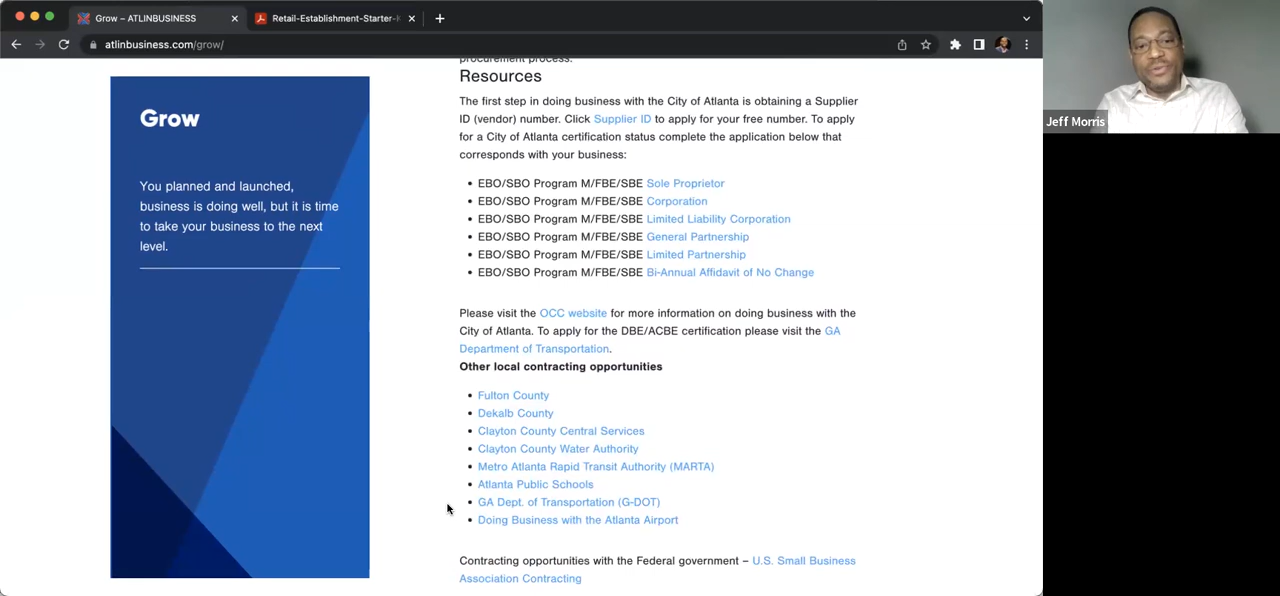 Grow – ATLINBUSINESS
Retail-Establishment-Starter-
atlinbusiness.com/grow/
Grow
You planned and launched,
business is doing well, but it is time
to take your business to the next
level.
procurement process.
Resources
The first step in doing business with the City of Atlanta is obtaining a Supplier
ID (vendor) number. Click Supplier ID to apply for your free number. To apply
for a City of Atlanta certification status complete the application below that
corresponds with your business:
• EBO/SBO Program M/FBE/SBE Sole Proprietor
• EBO/SBO Program M/FBE/SBE Corporation
• EBO/SBO Program M/FBE/SBE Limited Liability Corporation
• EBO/SBO Program M/FBE/SBE General Partnership
• EBO/SBO Program M/FBE/SBE Limited Partnership
• EBO/SBO Program M/FBE/SBE Bi-Annual Affidavit of No Change
Please visit the OCC website for more information on doing business with the
City of Atlanta. To apply for the DBE/ACBE certification please visit the GA
Department of Transportation.
Other local contracting opportunities
• Fulton County
• Dekalb County
• Clayton County Central Services
• Clayton County Water Authority
• Metro Atlanta Rapid Transit Authority (MARTA)
• Atlanta Public Schools
• GA Dept. of Transportation (G-DOT)
• Doing Business with the Atlanta Airport
Contracting opportunities with the Federal government – U.S. Small Business
Association Contracting
Jeff Morris